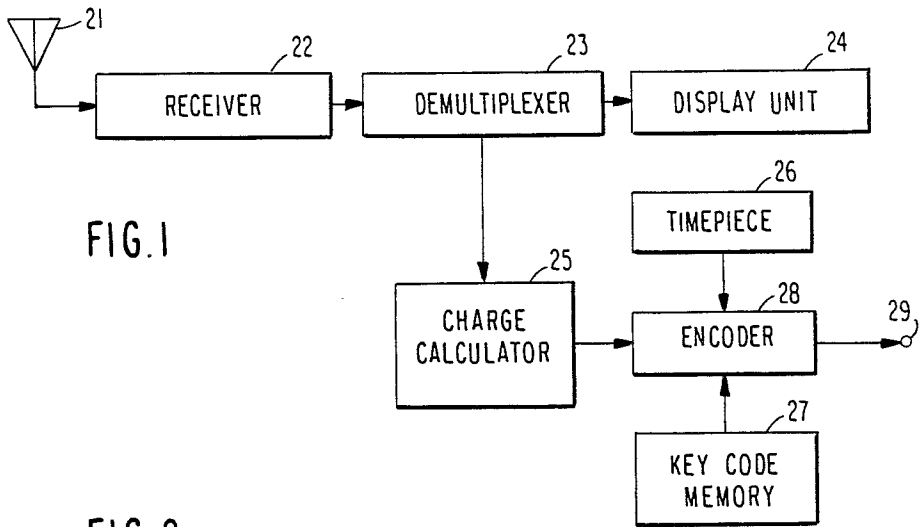 21
22
23
24
RECEIVER
DEMULTIPLEXER
DISPLAY UNIT
26
TIMEPIECE
FIG.1
25
28
29
CHARGE
CALCULATOR
ENCODER
27
KEY CODE
MEMORY